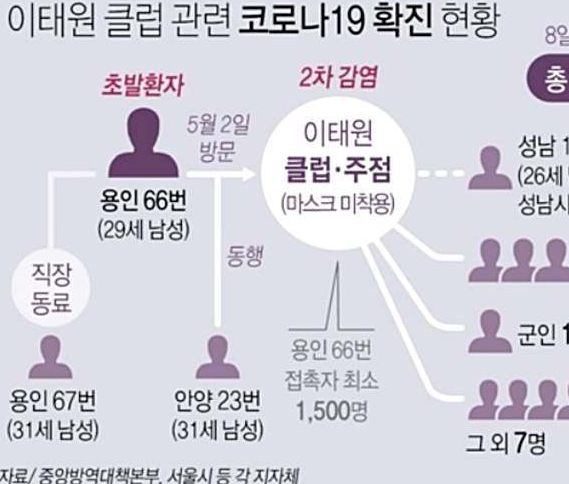 이태원 클럽 관련 코로나19 확진 현황
8일
총
초발환자
5월 2일
방문
2차 감염
이태원
클럽·주점
(마스크 미착용)
용인 66번
(29세 남성)
성남 1
(26세
성남시
직장
동료
동행
군인 1
용인 67번
(31세 남성)
안양 23번
(31세 남성)
용인 66번
접촉자 최소
1,500명
그 외 7명
자료/ 중앙방역대책본부, 서울시 등 각 지자체